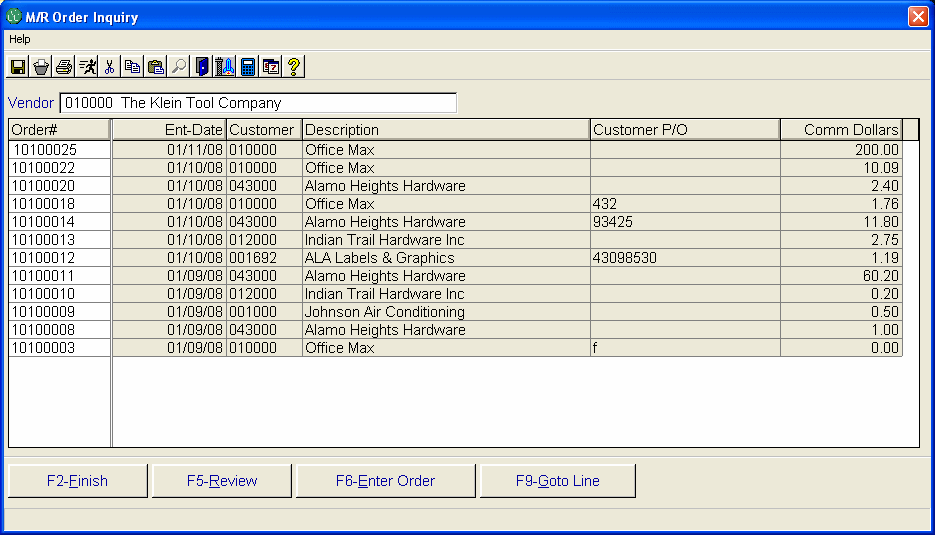 M/R Order Inquiry
Help
Vendor 010000 The Klein Tool Company
Order# Ent-Date Customer Description Customer P/O Comm Dollars
10100025 01/11/08 010000 Office Max 200.00
10100022 01/10/08 010000 Office Max 10.09
10100020 01/10/08 043000 Alamo Heights Hardware 2.40
10100018 01/10/08 010000 Office Max 432 1.76
10100014 01/10/08 043000 Alamo Heights Hardware 93425 11.80
10100013 01/10/08 012000 Indian Trail Hardware Inc 2.75
10100012 01/10/08 001692 ALA Labels & Graphics 43098530 1.19
10100011 01/09/08 043000 Alamo Heights Hardware 60.20
10100010 01/09/08 012000 Indian Trail Hardware Inc 0.20
10100009 01/09/08 001000 Johnson Air Conditioning 0.50
10100008 01/09/08 043000 Alamo Heights Hardware 1.00
10100003 01/09/08 010000 Office Max f 0.00
F2-Finish F5-Review F6-Enter Order F9-Goto Line